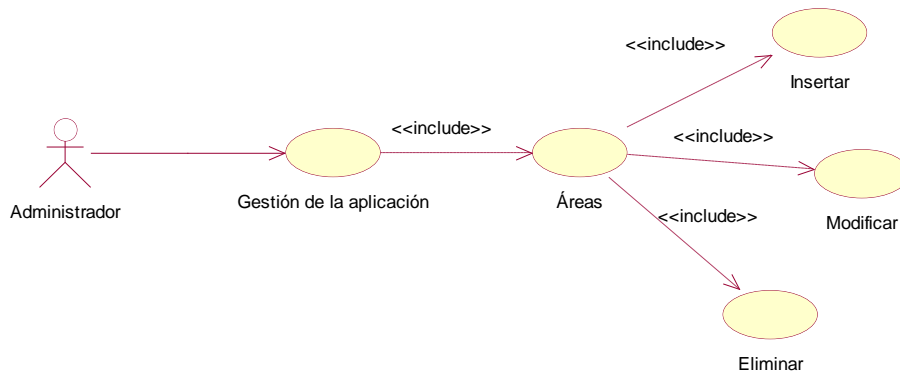 <<include>>
Insertar
<<include>>
<<include>>
Administrador
Gestión de la aplicación
Áreas
<<include>>
Modificar
Eliminar